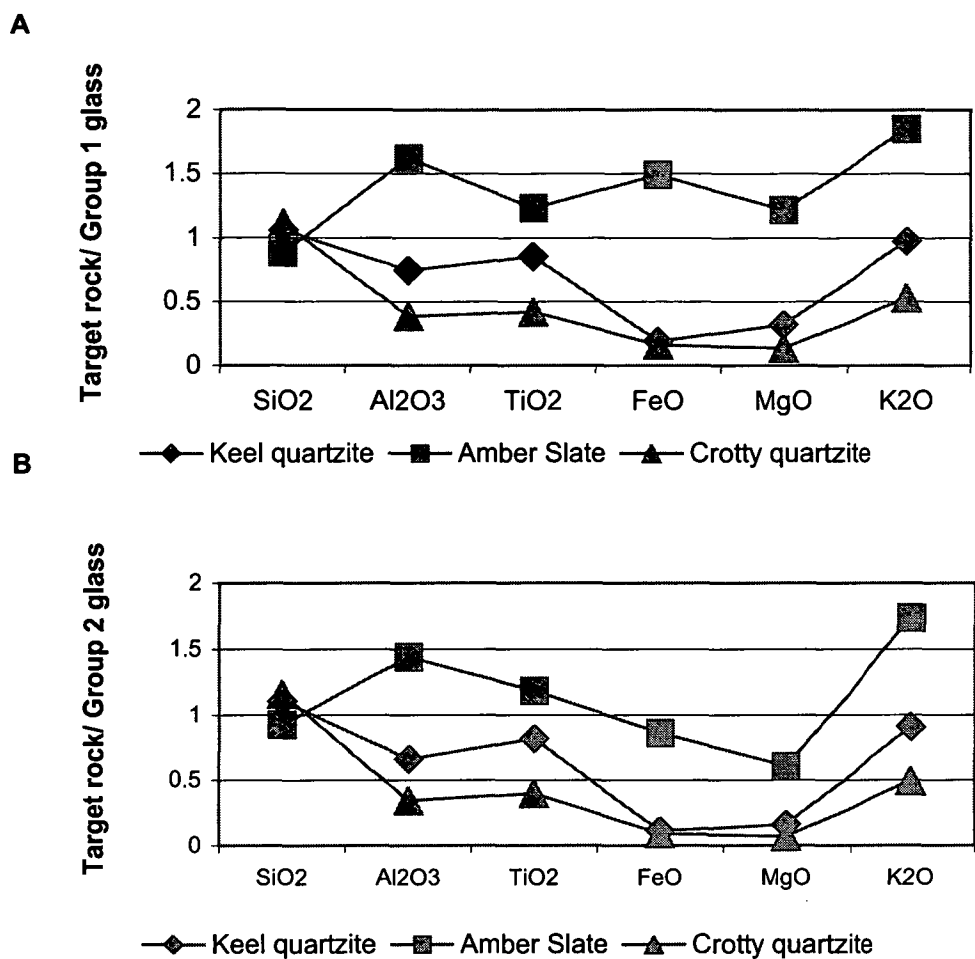 A
Target rock/ Group 1 glass
2
1.5
1
0.5
0
SiO2 Al2O3 TiO2 FeO MgO K2O
Keel quartzite Amber Slate Crotty quartzite
B
Target rock/ Group 2 glass
2
1.5
1
0.5
0
SiO2 Al2O3 TiO2 FeO MgO K2O
Keel quartzite Amber Slate Crotty quartzite